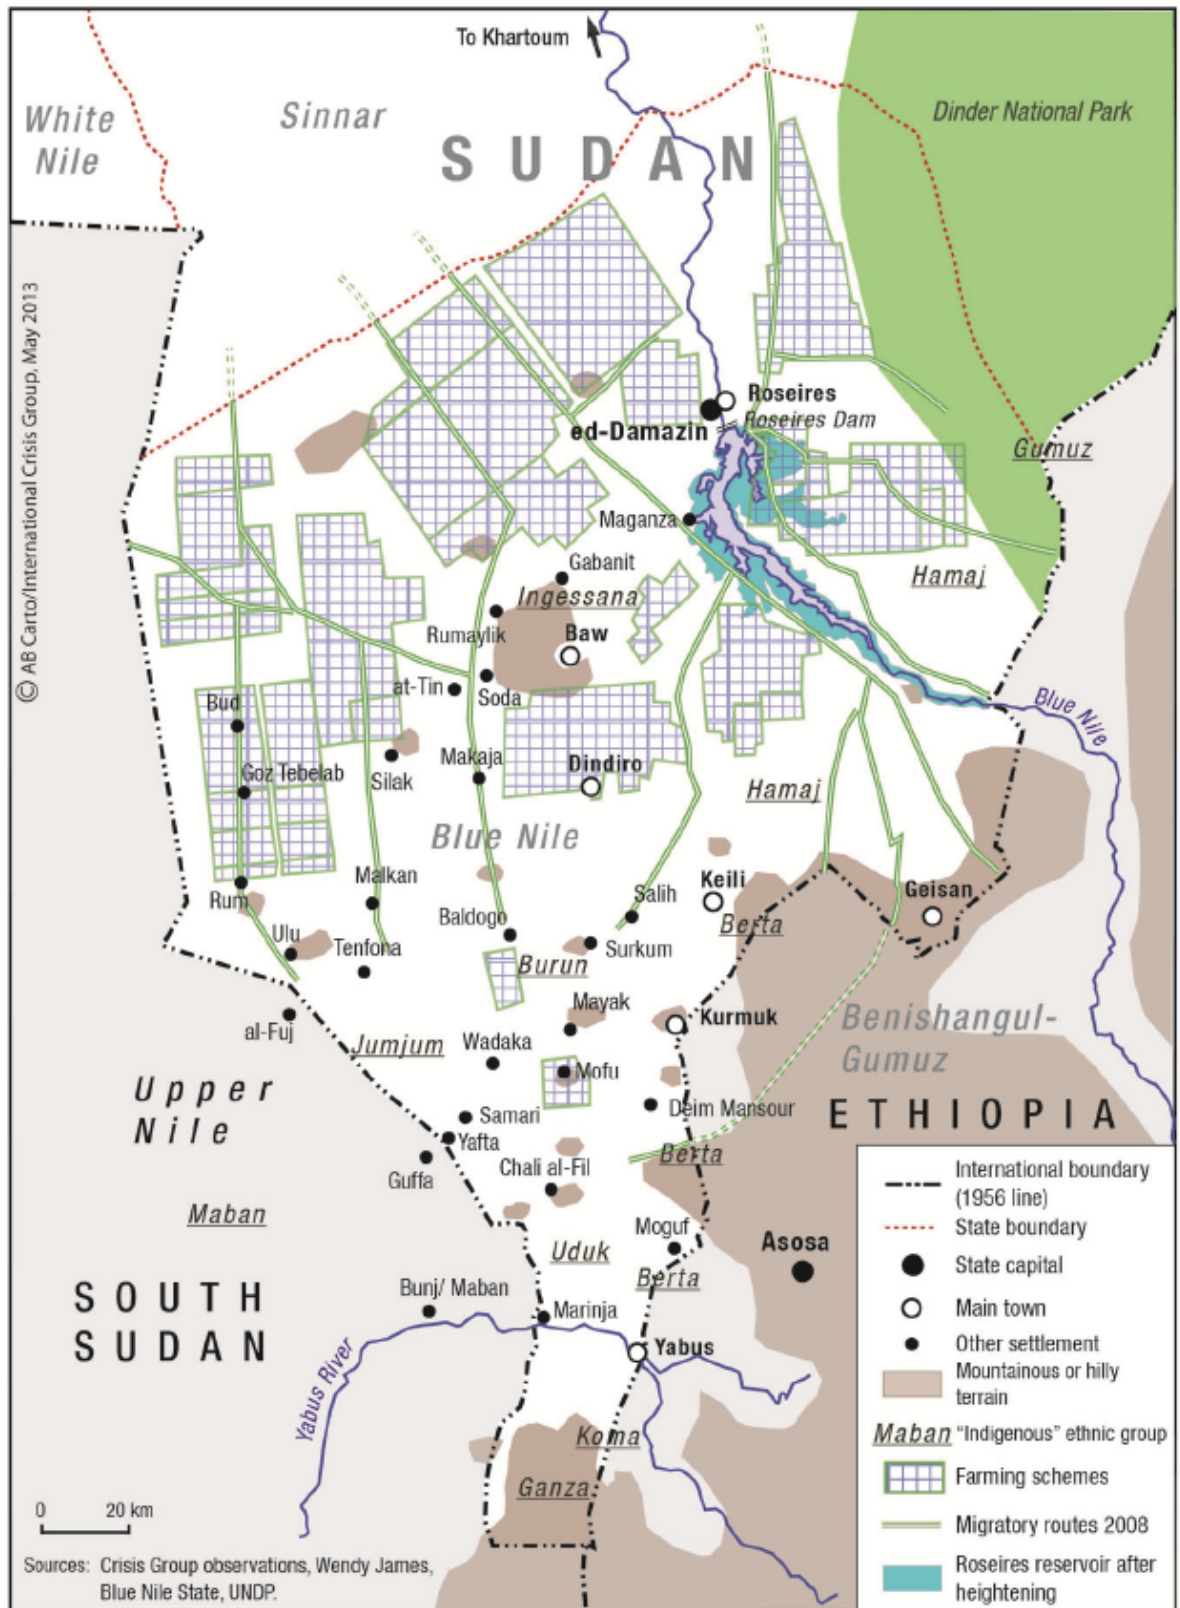 To Khartoum
White
Nile
Sinnar
SUDAN
Dinder National Park
© AB Carto/International Crisis Group, May 2013
Roseires
ed-Damazin
Roseires Dam
Gumuz
Maganza
Gabanit
Ingessana
Hamaj
Rumaylik
Baw
at-Tin
Soda
Bud
Blue Nile
Goz Tebelab
Silak
Makaja
Dindiro
Hamaj
Blue Nile
Malkan
Rum
Keili
Geisan
Salih
Baldogo
Berta
Ulu
Tenfona
Surkum
Burun
Mayak
Kurmuk
Benishangul-
Gumuz
al-Fuj
Jumjum
Wadaka
Mofu
Upper
Nile
Samari
Deim Mansour
ETHIOPIA
Yafta
Guffa
Chali al-Fil
Berta
Maban
Moguf
Asosa
Uduk
Berta
SOUTH
SUDAN
Bunj/ Maban
Marinja
Yabus
Yabus River
Koma
Ganza
0 20 km
Sources: Crisis Group observations, Wendy James,
Blue Nile State, UNDP.
International boundary
(1956 line)
State boundary
State capital
Main town
Other settlement
Mountainous or hilly
terrain
Maban "Indigenous" ethnic group
Farming schemes
Migratory routes 2008
Roseires reservoir after
heightening